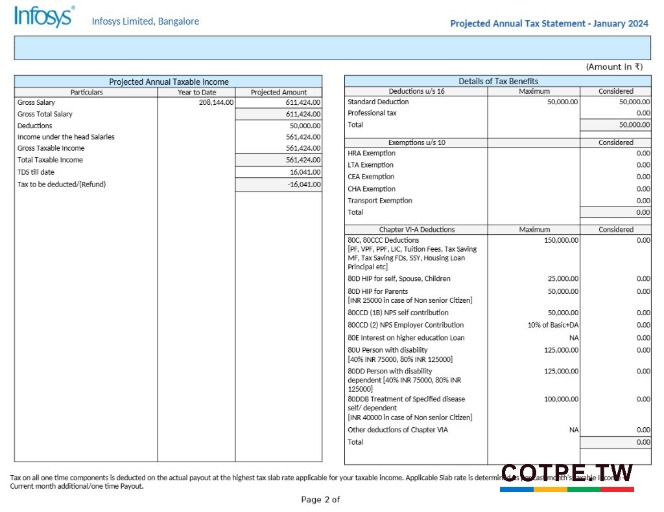 Infosys®
Infosys Limited, Bangalore
Projected Annual Tax Statement - January 2024
(Amount in ₹)
Projected Annual Taxable Income
Particulars Year to Date Projected Amount
Gross Salary 208,144.00 611,424.00
Gross Total Salary 611,424.00
Deductions 50,000.00
Income under the head Salaries 561,424.00
Gross Taxable Income 561,424.00
Total Taxable Income 561,424.00
TDS till date 16,041.00
Tax to be deducted/(Refund) -16,041.00
Details of Tax Benefits
Deductions u/s 16 Maximum Considered
Standard Deduction 50,000.00 50,000.00
Professional tax 0.00
Total 50,000.00
Exemptions u/s 10 Considered
HRA Exemption 0.00
LTA Exemption 0.00
CEA Exemption 0.00
CHA Exemption 0.00
Transport Exemption 0.00
Total 0.00
Chapter VI-A Deductions Maximum Considered
80C, 80CCC Deductions 150,000.00 0.00
[PF, VPF, PPF, LIC, Tuition Fees, Tax Saving
MF, Tax Saving FDs, SSY, Housing Loan
Principal etc]
80D HIP for self, Spouse, Children 25,000.00 0.00
80D HIP for Parents 50,000.00 0.00
[INR 25000 in case of Non senior Citizen]
80CCD (1B) NPS self contribution 50,000.00 0.00
80CCD (2) NPS Employer Contribution 10% of Basic+DA 0.00
80E Interest on higher education Loan NA 0.00
80U Person with disability 125,000.00 0.00
[40% INR 75000, 80% INR 125000]
80DD Person with disability 125,000.00 0.00
dependent [40% INR 75000, 80% INR
125000]
80DDB Treatment of Specified disease 100,000.00 0.00
self/ dependent
[INR 40000 in case of Non senior Citizen]
Other deductions of Chapter VIA NA 0.00
Total 0.00
Tax on all one time components is deducted on the actual payout at the highest tax slab rate applicable for your taxable income. Applicable Slab rate is
Current month additional/one time Payout.
COTPE.TW
Page 2 of